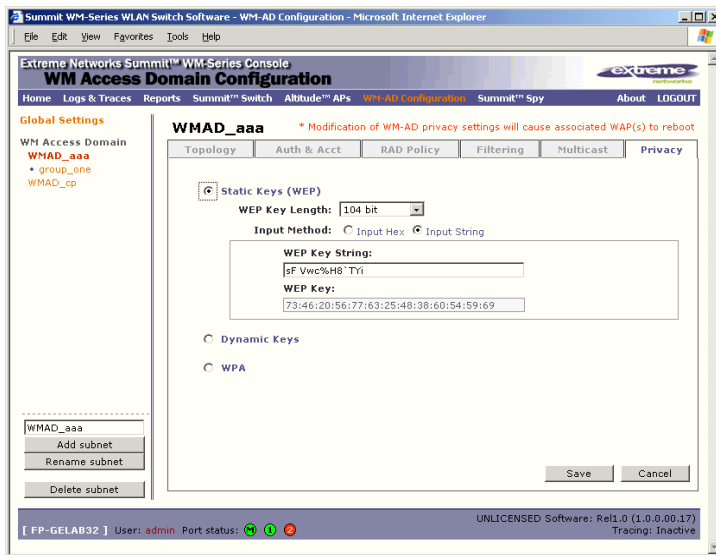 Summit WM-Series WLAN Switch Software - WM-AD Configuration - Microsoft Internet Explorer
File Edit View Favorites Tools Help
Extreme Networks Summit™ WM-Series Console
WM Access Domain Configuration
extreme networks
Home Logs & Traces Reports Summit™ Switch Altitude™ APs WM-AD Configuration Summit™ Spy About LOGOUT
Global Settings
WM Access Domain
WMAD_aaa
• group_one
WMAD_cp
WMAD_aaa
* Modification of WM-AD privacy settings will cause associated WAP(s) to reboot
Topology Auth & Acct RAD Policy Filtering Multicast Privacy
Static Keys (WEP)
WEP Key Length: 104 bit
Input Method: Input Hex Input String
WEP Key String:
sF Vwc%H8`TYi
WEP Key:
73:46:20:56:77:63:25:48:38:60:54:59:69
Dynamic Keys
WPA
WMAD_aaa
Add subnet
Rename subnet
Delete subnet
Save Cancel
[ FP-GELAB32 ] User: admin Port status: M 1 2
UNLICENSED Software: Rel1.0 (1.0.0.00.17)
Tracing: Inactive